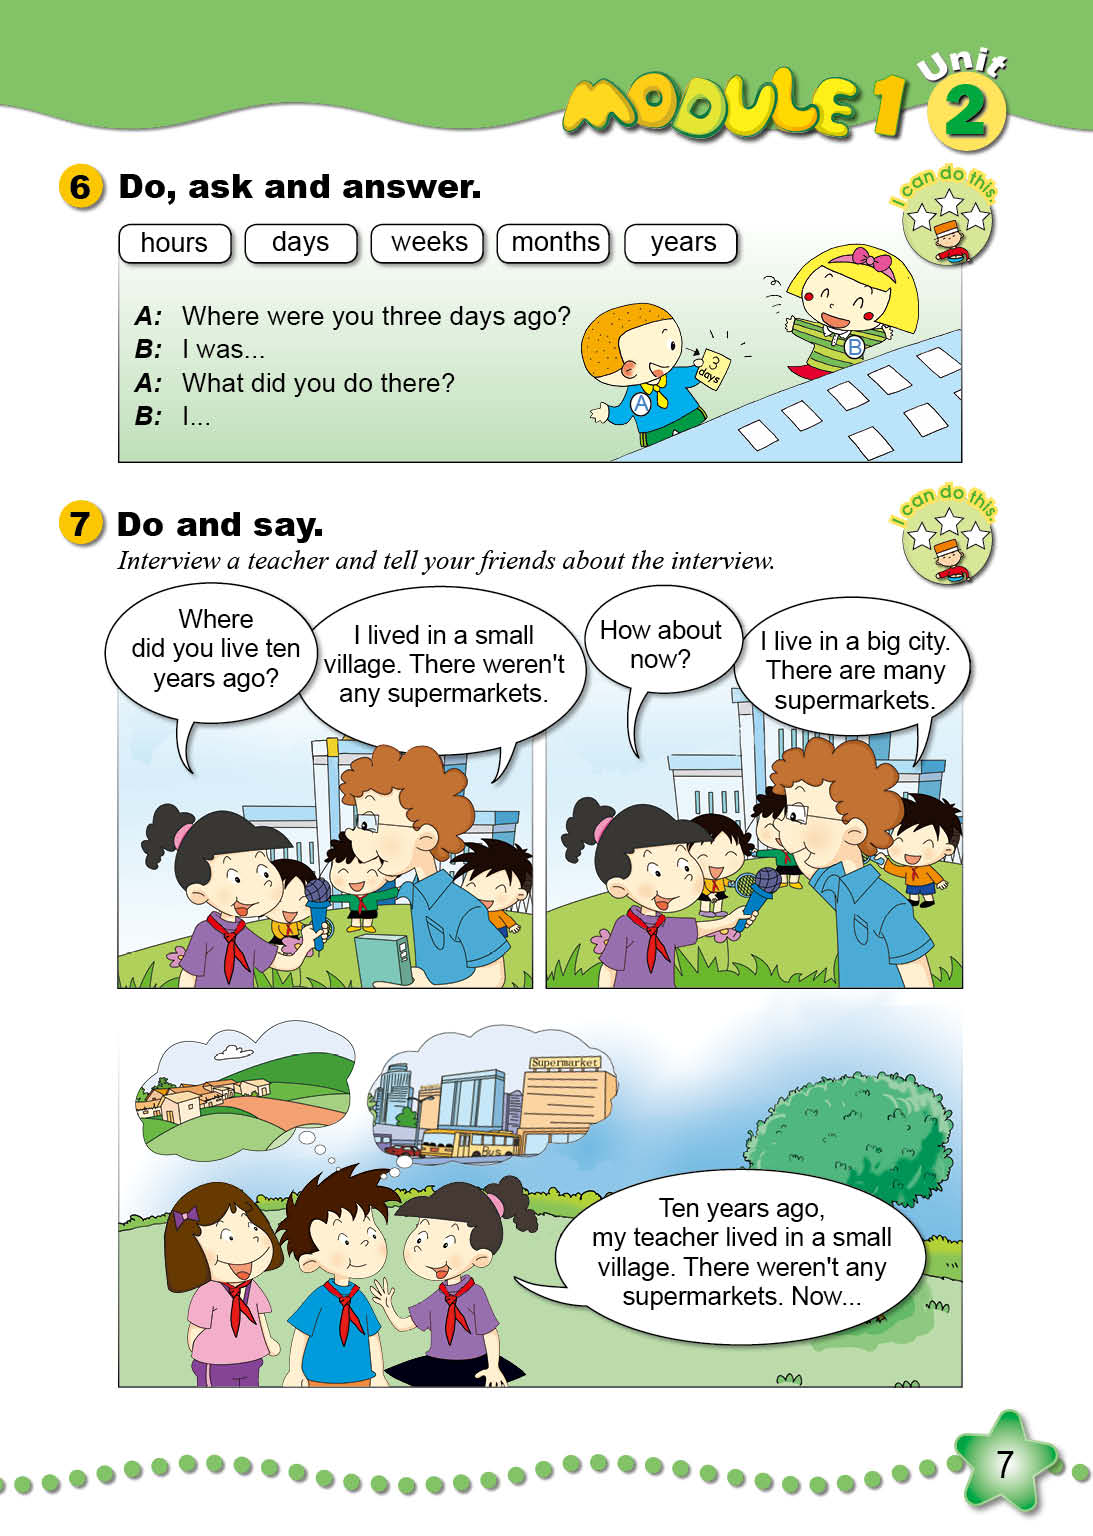 MODULE 1 Unit 2
6 Do, ask and answer.
I can do this.
hours days weeks months years
A: Where were you three days ago?
B: I was...
A: What did you do there?
B: I...
3
days
A
B
7 Do and say.
I can do this.
Interview a teacher and tell your friends about the interview.
Where
did you live ten
years ago?
I lived in a small
village. There weren't
any supermarkets.
How about
now?
I live in a big city.
There are many
supermarkets.
Supermarket
Bus
Ten years ago,
my teacher lived in a small
village. There weren't any
supermarkets. Now...
7